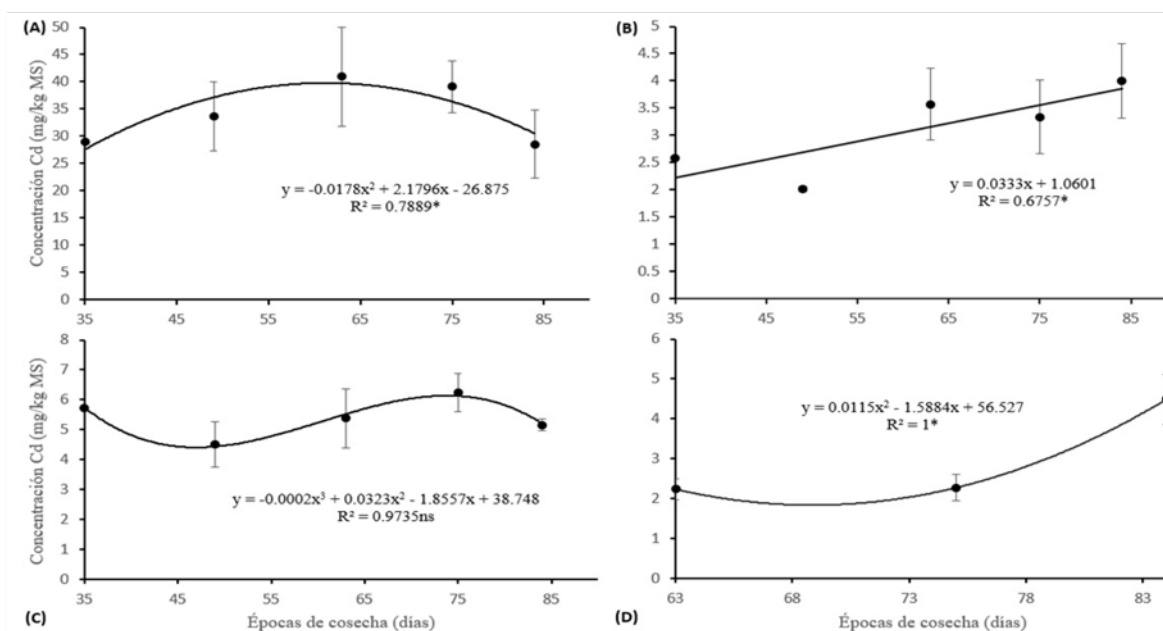 (A)
50
45
40
35
30
25
20
15
10
5
0
Concentración Cd (mg/kg MS)
y = -0.0178x² + 2.1796x - 26.875
R² = 0.7889*
35 45 55 65 75 85
(B)
5
4.5
4
3.5
3
2.5
2
1.5
1
0.5
0
y = 0.0333x + 1.0601
R² = 0.6757*
35 45 55 65 75 85
8
7
6
5
4
3
2
1
0
Concentración Cd (mg/kg MS)
y = -0.0002x³ + 0.0323x² - 1.8557x + 38.748
R² = 0.9735ns
35 45 55 65 75 85
(C)
Épocas de cosecha (días)
6
5
4
3
2
1
0
y = 0.0115x² - 1.5884x + 56.527
R² = 1*
63 68 73 78 83
(D)
Épocas de cosecha (días)